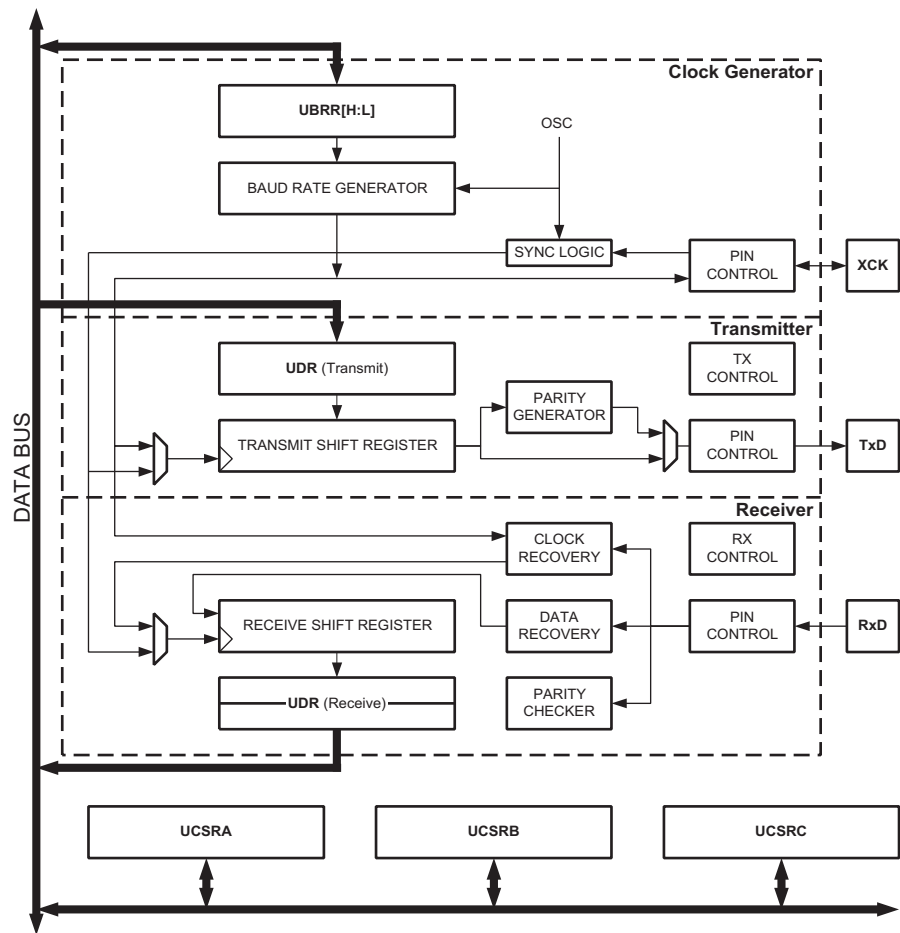 Clock Generator
UBRR[H:L]
OSC
BAUD RATE GENERATOR
SYNC LOGIC
PIN
CONTROL
XCK
Transmitter
UDR (Transmit)
TX
CONTROL
PARITY
GENERATOR
TRANSMIT SHIFT REGISTER
PIN
CONTROL
TxD
DATA BUS
Receiver
CLOCK
RECOVERY
RX
CONTROL
RECEIVE SHIFT REGISTER
DATA
RECOVERY
PIN
CONTROL
RxD
UDR (Receive)
PARITY
CHECKER
UCSRA
UCSRB
UCSRC